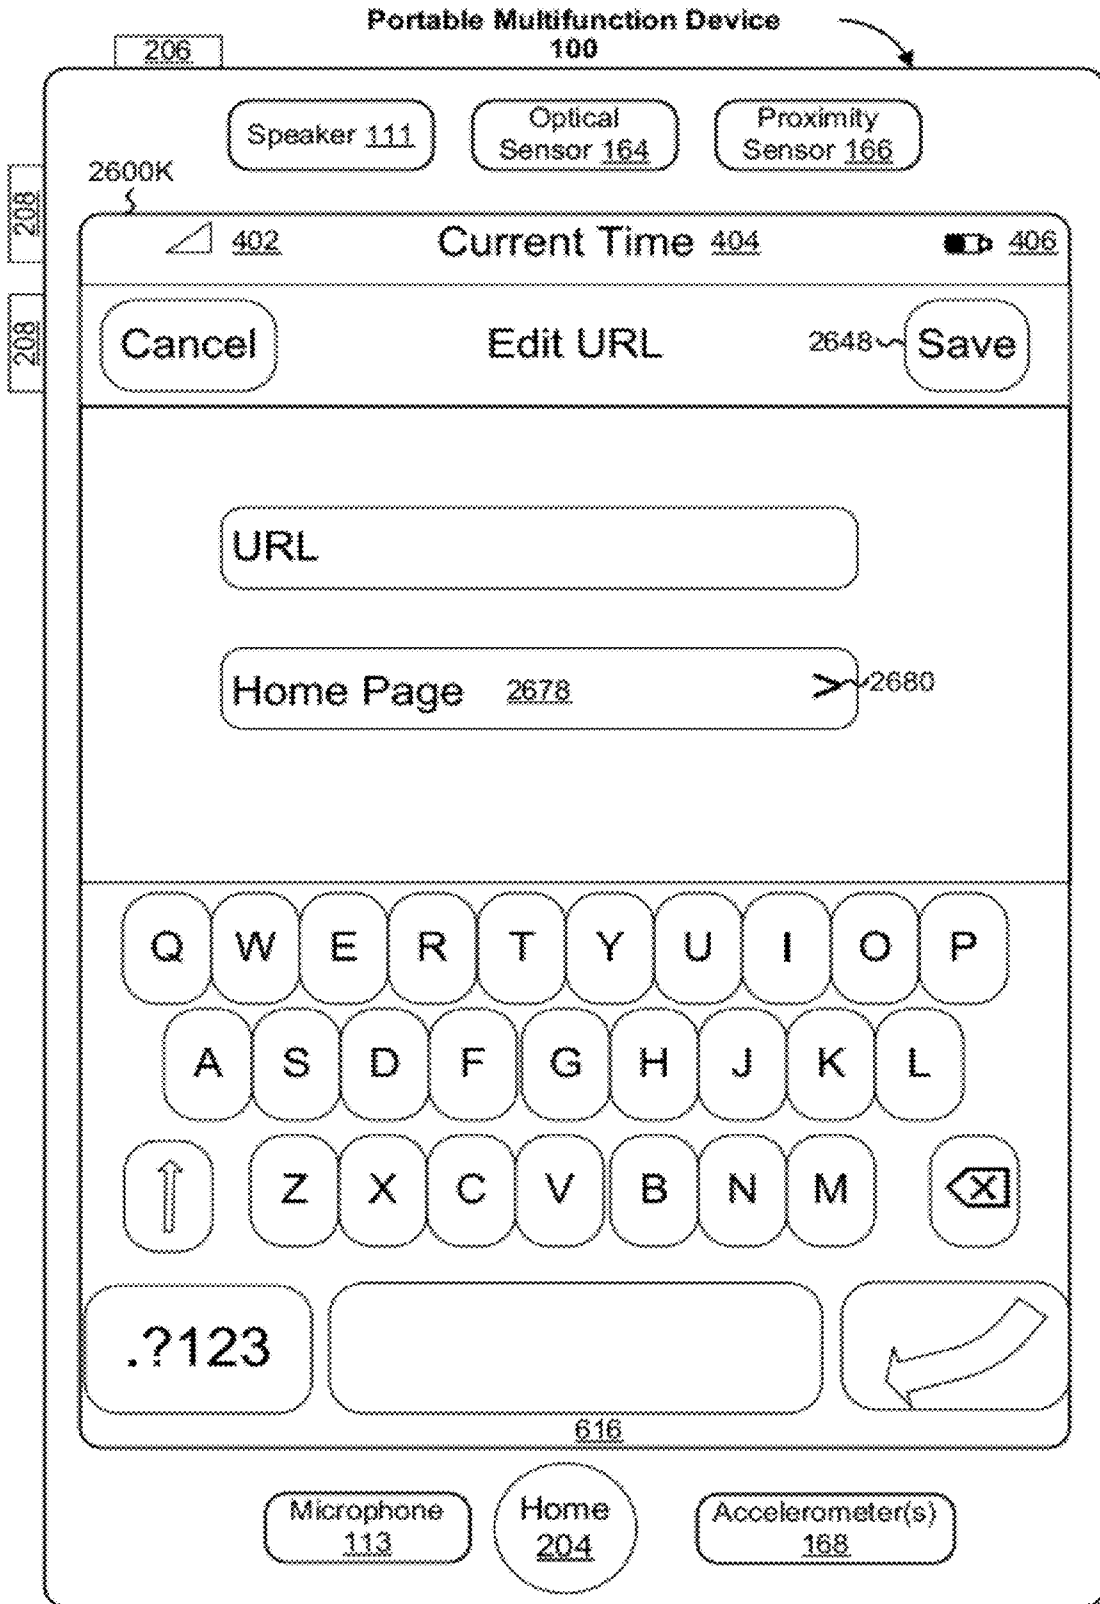 Portable Multifunction Device
100
206
Speaker 111
Optical
Sensor 164
Proximity
Sensor 166
2600K
208
402 Current Time 404 406
208
Cancel Edit URL 2648 Save
URL
Home Page 2678 > 2680
Q W E R T Y U I O P
A S D F G H J K L
Z X C V B N M
.?123
616
Microphone
113
Home
204
Accelerometer(s)
168